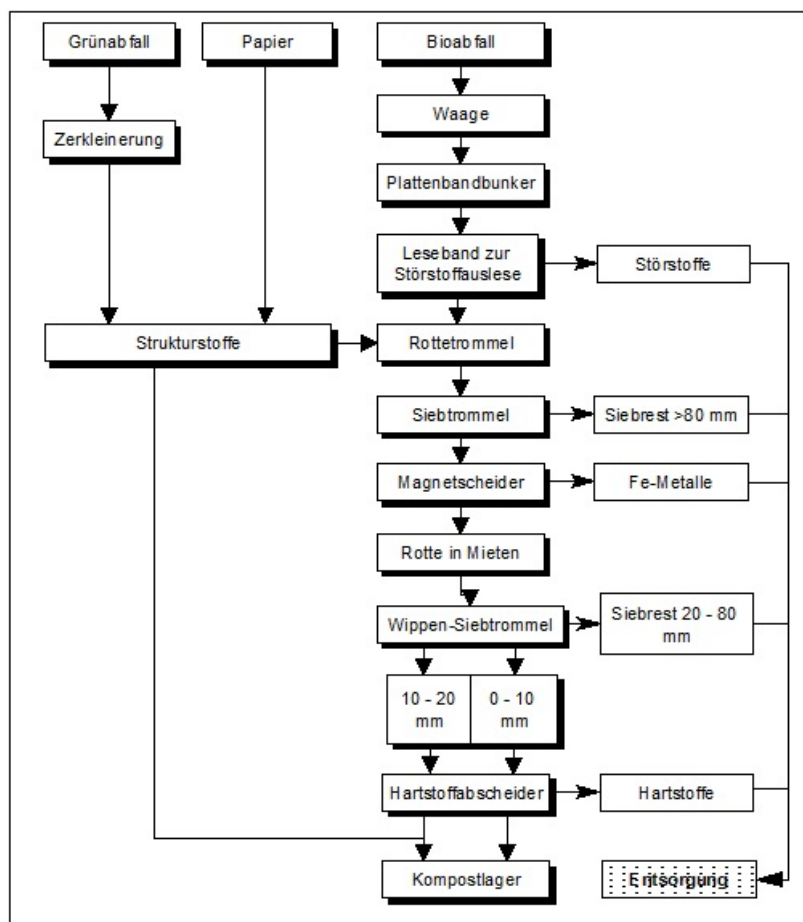 Grünabfall
Papier
Bioabfall
Waage
Zerkleinerung
Plattenbandbunker
Leseband zur
Störstoffauslese
Störstoffe
Strukturstoffe
Rottetrommel
Siebtrommel
Siebrest >80 mm
Magnetscheider
Fe-Metalle
Rotte in Mieten
Wippen-Siebtrommel
Siebrest 20 - 80
mm
10 - 20
mm
0 - 10
mm
Hartstoffabscheider
Hartstoffe
Kompostlager
Entsorgung